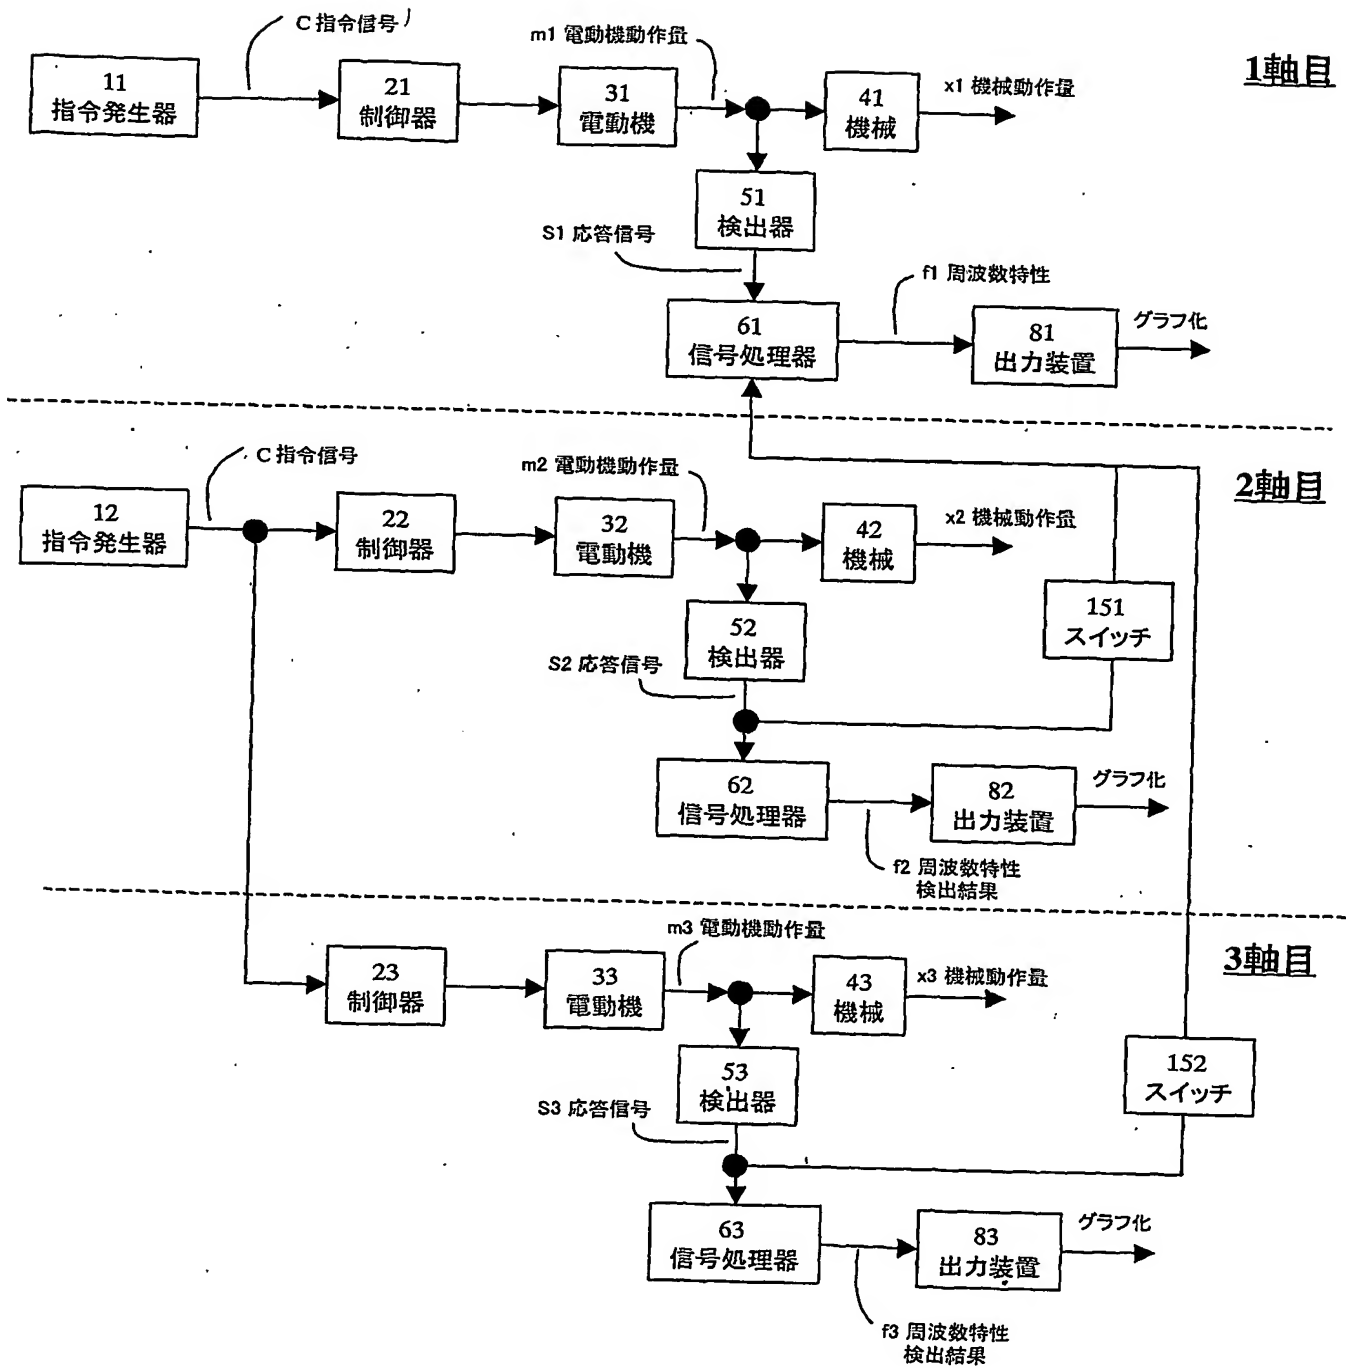 C 指令信号
m1 電動機動作量
1軸目
11
指令発生器
21
制御器
31
電動機
41
機械
x1 機械動作量
51
検出器
S1 応答信号
f1 周波数特性
61
信号処理器
81
出力装置
グラフ化
C 指令信号
m2 電動機動作量
2軸目
12
指令発生器
22
制御器
32
電動機
42
機械
x2 機械動作量
52
検出器
151
スイッチ
S2 応答信号
62
信号処理器
82
出力装置
グラフ化
f2 周波数特性
検出結果
m3 電動機動作量
3軸目
23
制御器
33
電動機
43
機械
x3 機械動作量
53
検出器
152
スイッチ
S3 応答信号
63
信号処理器
83
出力装置
グラフ化
f3 周波数特性
検出結果